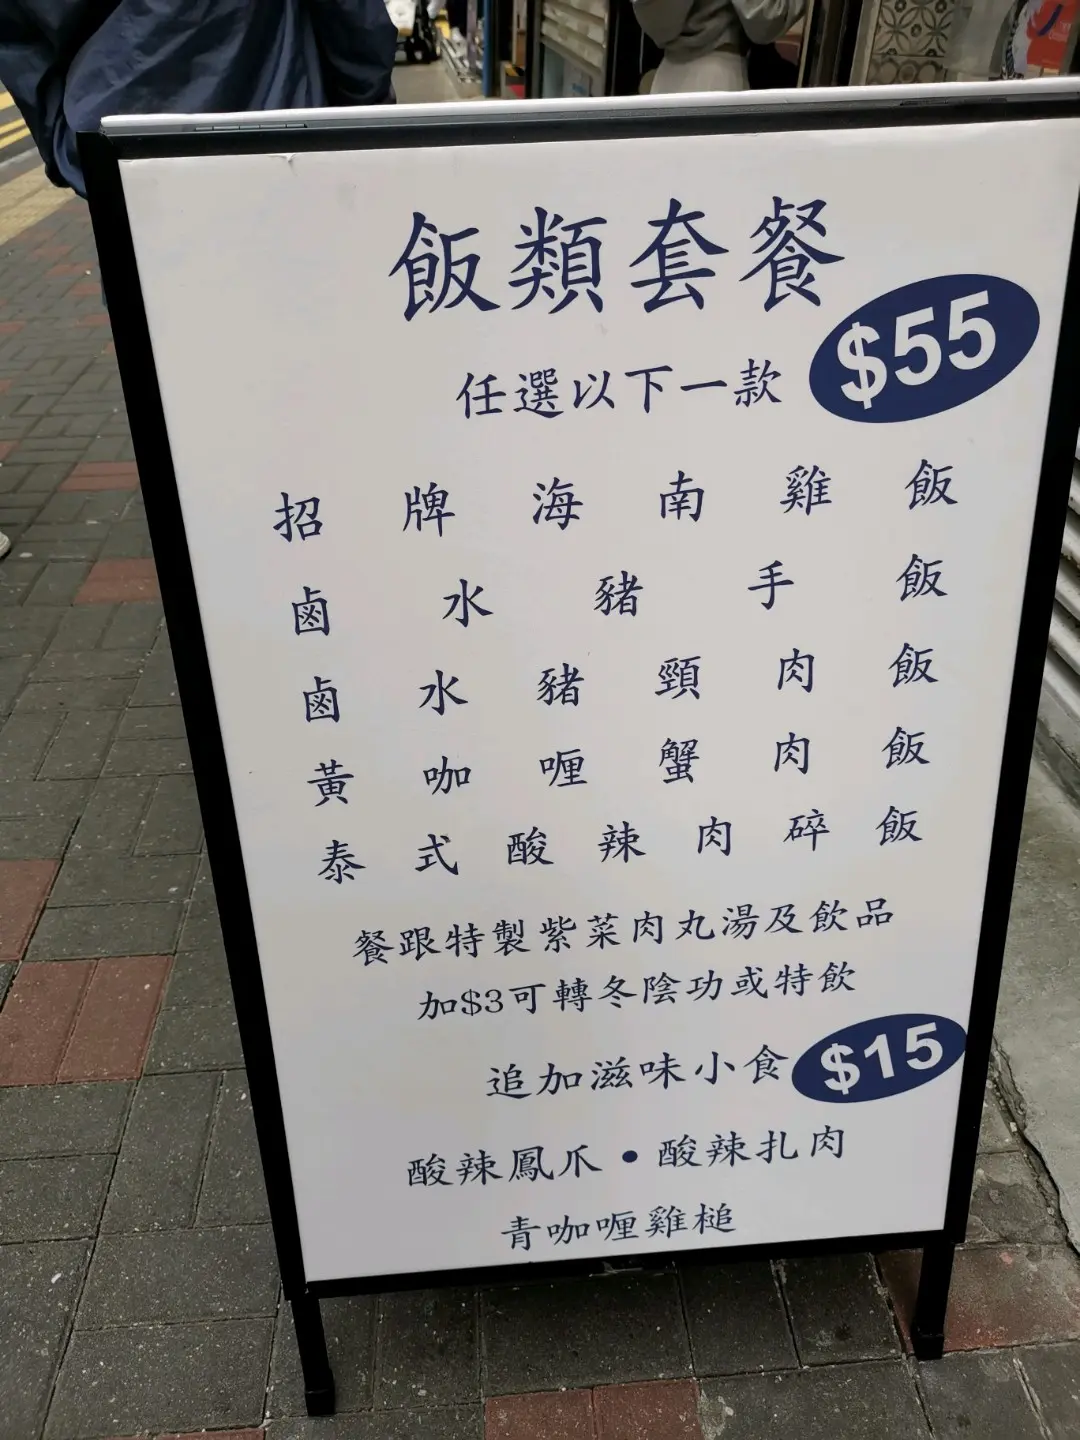 飯類套餐
$55
任選以下一款
招牌海南雞飯
鹵水豬手飯
鹵水豬頸肉飯
黃咖喱蟹肉飯
泰式酸辣肉碎飯
餐跟特製紫菜肉丸湯及飲品
加$3可轉冬陰功或特飲
追加滋味小食 $15
酸辣鳳爪•酸辣扎肉
青咖喱雞槌